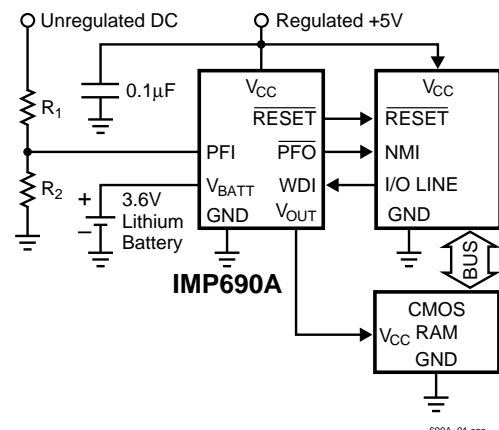 Unregulated DC
Regulated +5V
R1
0.1µF
VCC
RESET
PFI
PFO
VBATT
WDI
GND
VOUT
VCC
RESET
NMI
I/O LINE
GND
R2
+
–
3.6V
Lithium
Battery
IMP690A
BUS
CMOS
VCC RAM
GND